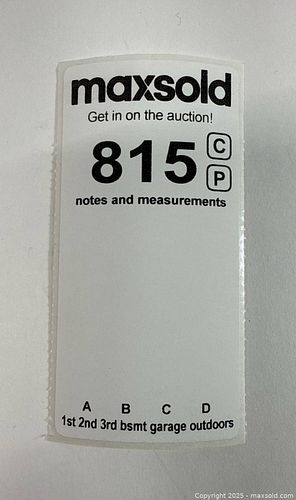 maxsold
Get in on the auction!
815 C
P
notes and measurements
A B C D
1st 2nd 3rd bsmt garage outdoors
Copyright 2025 - maxsold.com